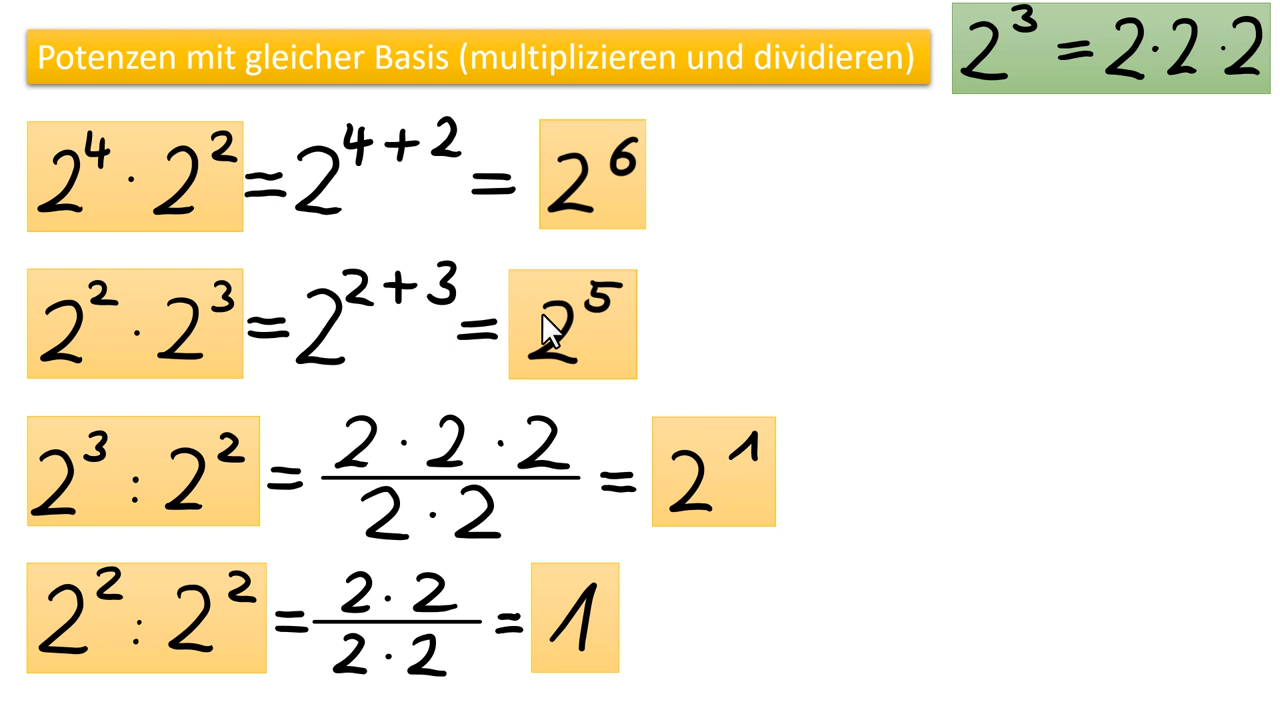 Potenzen mit gleicher Basis (multiplizieren und dividieren)
2³ = 2·2·2
2⁴ · 2² = 2⁴⁺² = 2⁶
2² · 2³ = 2²⁺³ = 2⁵
2³ : 2² = (2 · 2 · 2)/(2 · 2) = 2¹
2² : 2² = (2 · 2)/(2 · 2) = 1